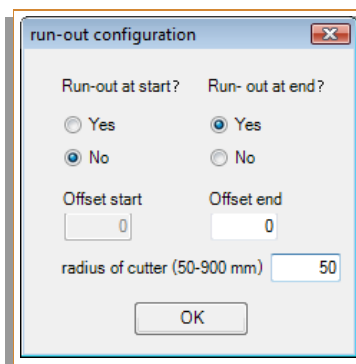 run-out configuration
Run-out at start? Run- out at end?
Yes Yes
No No
Offset start Offset end
0 0
radius of cutter (50-900 mm) 50
OK